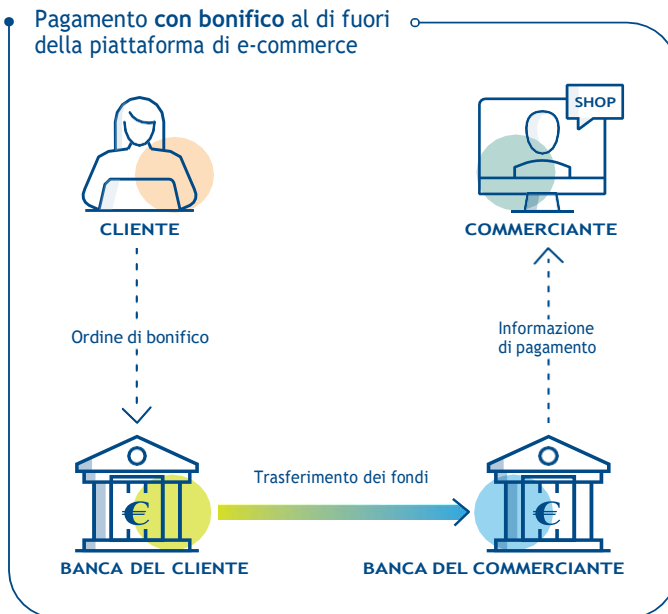 Pagamento con bonifico al di fuori
della piattaforma di e-commerce
SHOP
CLIENTE
COMMERCIANTE
Ordine di bonifico
Informazione
di pagamento
Trasferimento dei fondi
€
€
BANCA DEL CLIENTE
BANCA DEL COMMERCIANTE